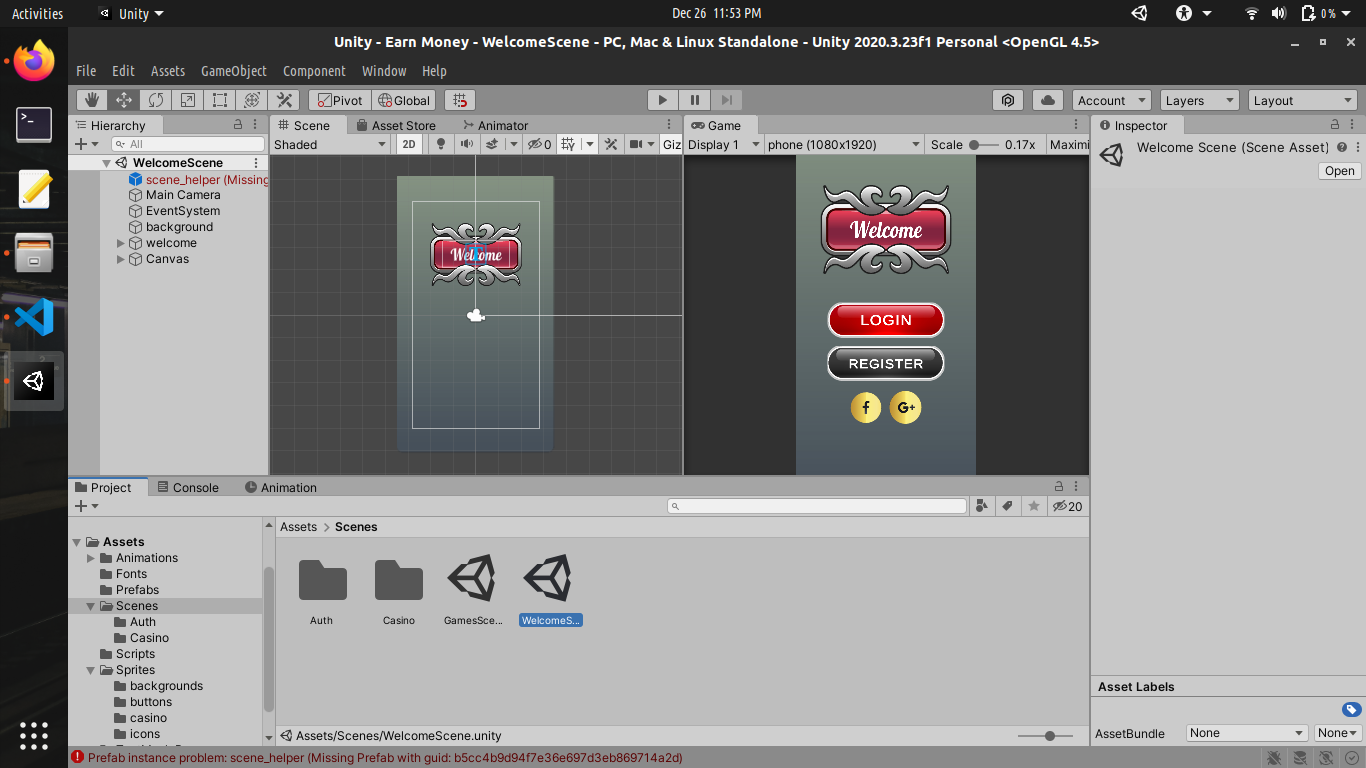 Activities Unity Dec 26 11:53 PM 0%
Unity - Earn Money - WelcomeScene - PC, Mac & Linux Standalone - Unity 2020.3.23f1 Personal <OpenGL 4.5>
File Edit Assets GameObject Component Window Help
Pivot Global Account Layers Layout
Hierarchy Scene Asset Store Animator Game Inspector
All Shaded 2D 0 Giz Display 1 phone (1080x1920) Scale 0.17x Maximi
WelcomeScene
scene_helper (Missing
Main Camera
EventSystem
background
welcome
Canvas
Welcome
Welcome
LOGIN
REGISTER
f G+
Welcome Scene (Scene Asset)
Open
Project Console Animation
20
Assets
Animations
Fonts
Prefabs
Scenes
Auth
Casino
Scripts
Sprites
backgrounds
buttons
casino
icons
Assets > Scenes
Auth Casino GamesSce... WelcomeS...
Assets/Scenes/WelcomeScene.unity
Asset Labels
AssetBundle None None
Prefab instance problem: scene_helper (Missing Prefab with guid: b5cc4b9d94f7e36e697d3eb869714a2d)